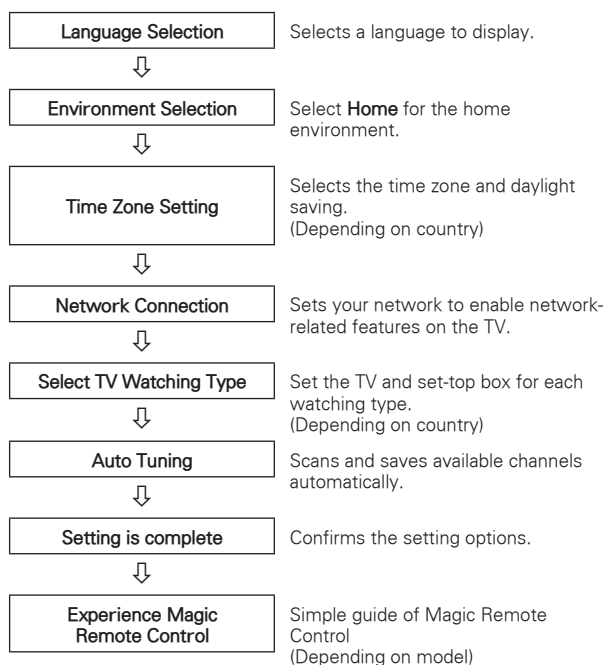 Language Selection
Selects a language to display.
Environment Selection
Select Home for the home
environment.
Time Zone Setting
Selects the time zone and daylight
saving.
(Depending on country)
Network Connection
Sets your network to enable network-
related features on the TV.
Select TV Watching Type
Set the TV and set-top box for each
watching type.
(Depending on country)
Auto Tuning
Scans and saves available channels
automatically.
Setting is complete
Confirms the setting options.
Experience Magic
Remote Control
Simple guide of Magic Remote
Control
(Depending on model)